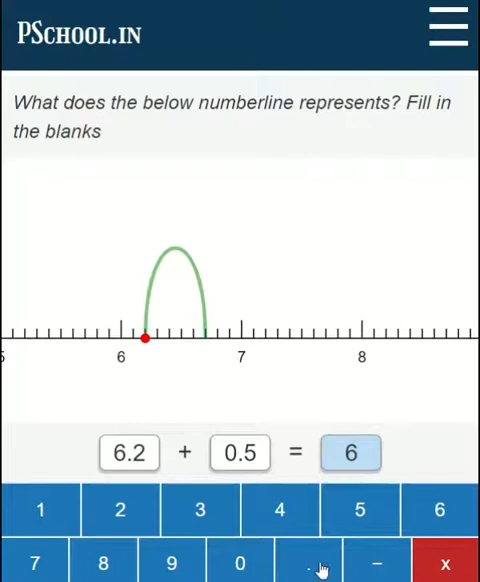 PSCHOOL.IN
What does the below numberline represents? Fill in
the blanks
5 6 7 8
6.2 + 0.5 = 6
1 2 3 4 5 6
7 8 9 0 . – x